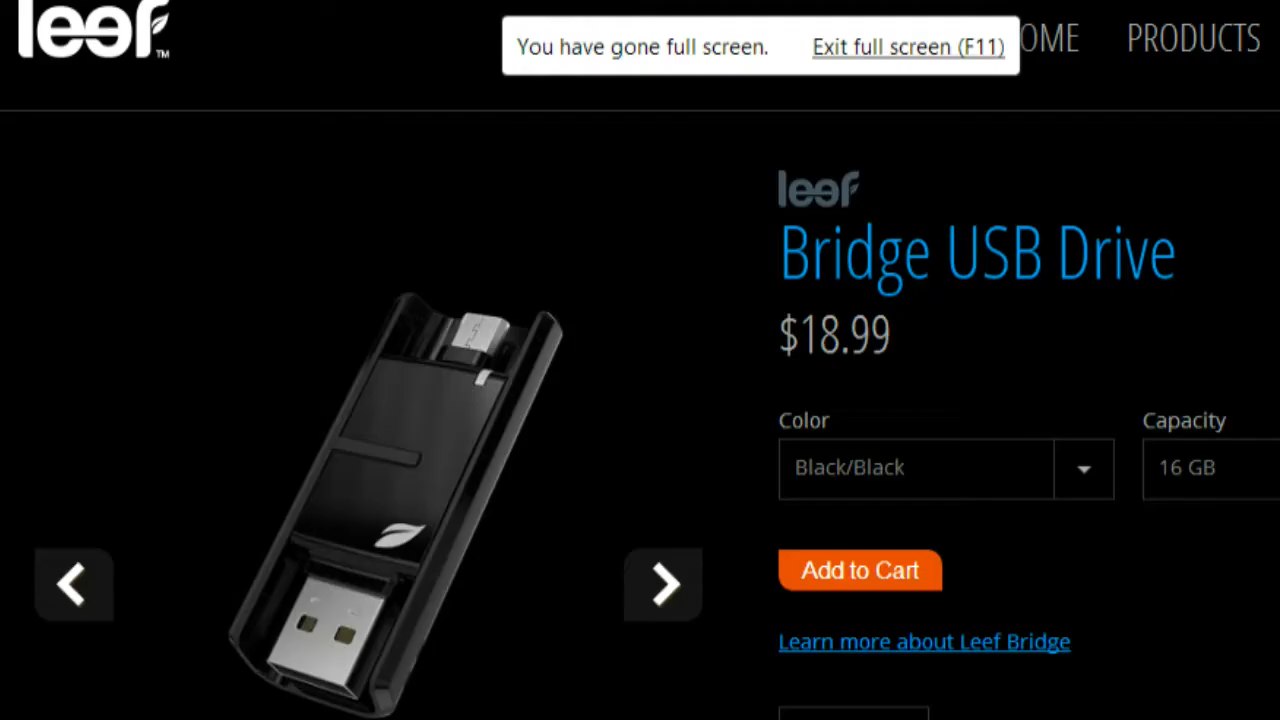 leef™
You have gone full screen. Exit full screen (F11)
OME PRODUCTS
leef
Bridge USB Drive
$18.99
Color
Capacity
Black/Black
16 GB
Add to Cart
Learn more about Leef Bridge